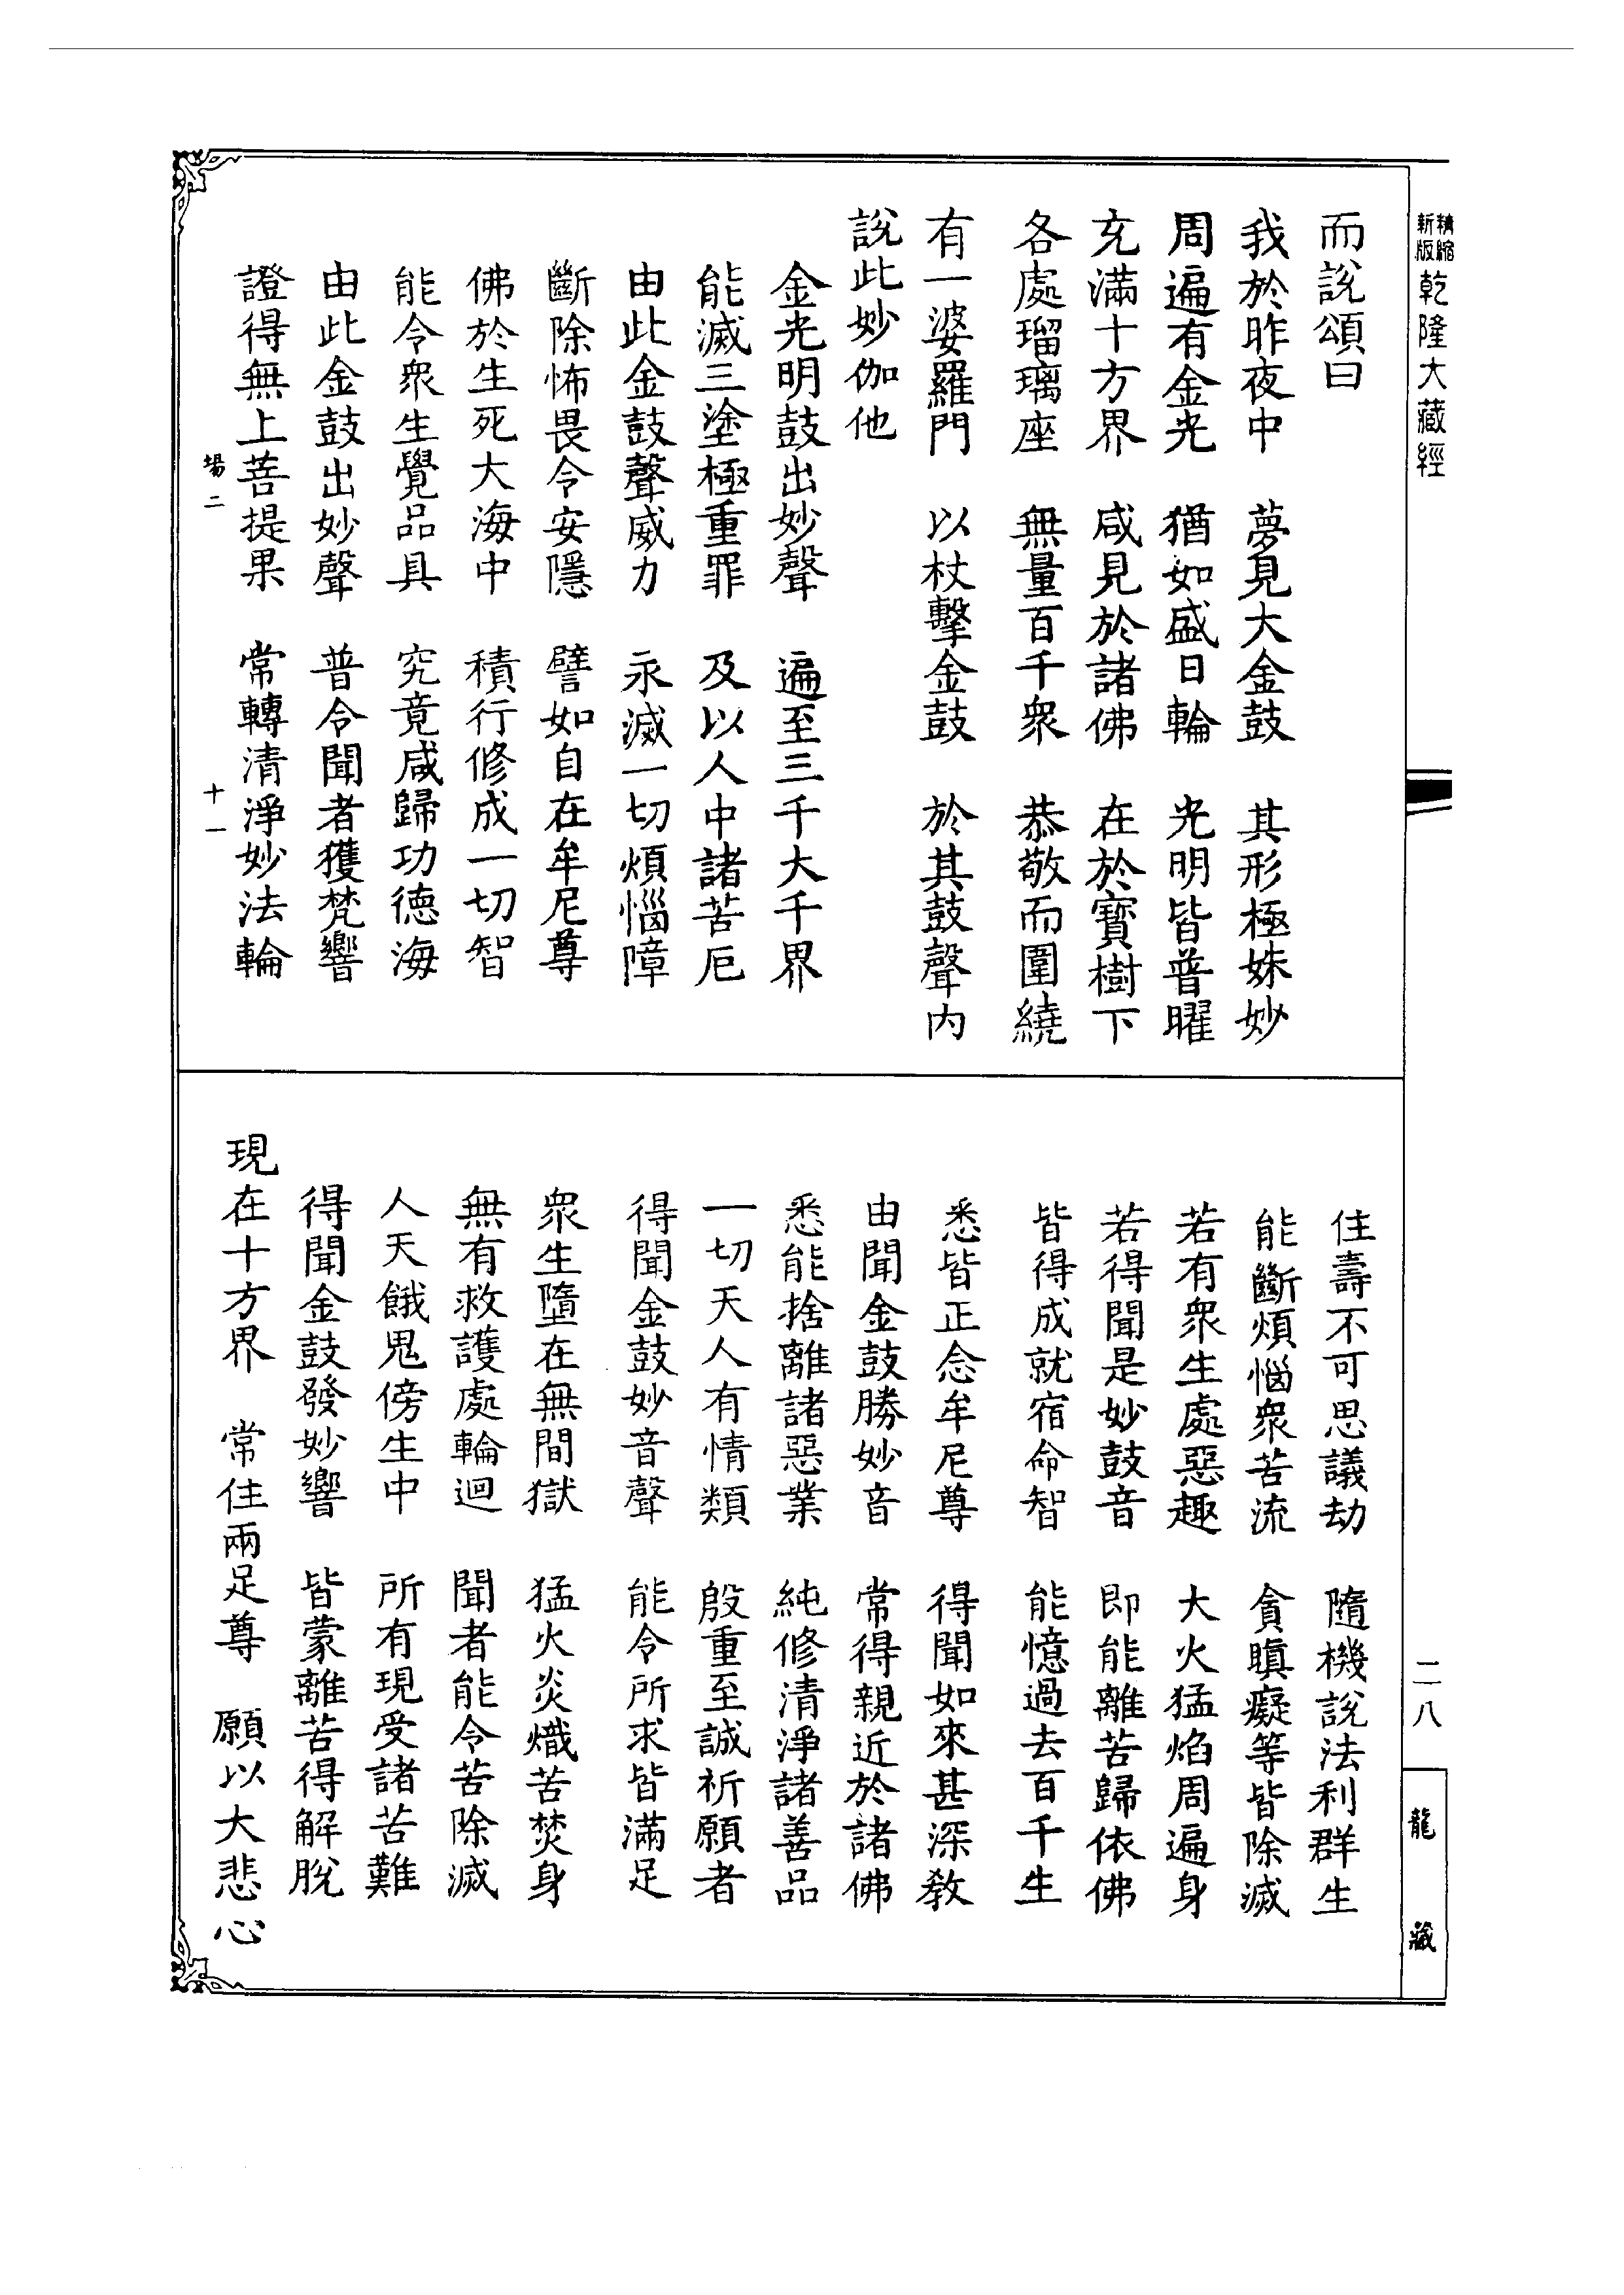 精縮新版乾隆大藏經
而說頌曰
我於昨夜中　夢見大金鼓　其形極姝妙
周遍有金光　猶如盛日輪　光明皆普曜
充滿十方界　咸見於諸佛　在於寶樹下
各處瑠璃座　無量百千衆　恭敬而圍繞
有一婆羅門　以杖擊金鼓　於其鼓聲內
說此妙伽他
金光明鼓出妙聲　遍至三千大千界
能滅三塗極重罪　及以人中諸苦厄
由此金鼓聲威力　永滅一切煩惱障
斷除怖畏令安隱　譬如自在牟尼尊
佛於生死大海中　積行修成一切智
能令衆生覺品具　究竟咸歸功德海
由此金鼓出妙聲　普令聞者獲梵響
證得無上菩提果　常轉清淨妙法輪
場二　十一
二八
龍藏
住壽不可思議劫　隨機說法利群生
能斷煩惱衆苦流　貪瞋癡等皆除滅
若有衆生處惡趣　大火猛焰周遍身
若得聞是妙鼓音　即能離苦歸依佛
皆得成就宿命智　能憶過去百千生
悉皆正念牟尼尊　得聞如來甚深教
由聞金鼓勝妙音　常得親近於諸佛
悉能捨離諸惡業　純修清淨諸善品
一切天人有情類　殷重至誠祈願者
得聞金鼓妙音聲　能令所求皆滿足
衆生墮在無間獄　猛火炎熾苦焚身
無有救護處輪迴　聞者能令苦除滅
人天餓鬼傍生中　所有現受諸苦難
得聞金鼓發妙響　皆蒙離苦得解脫
現在十方界　常住兩足尊　願以大悲心